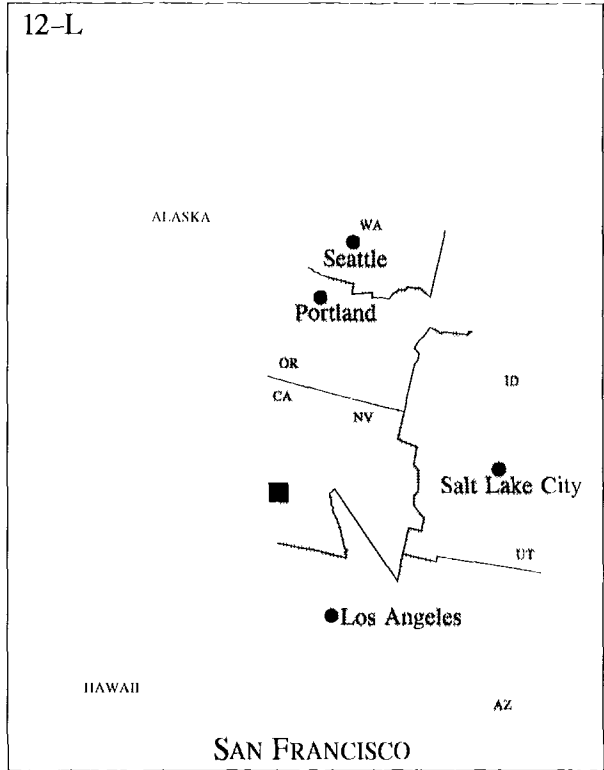 12–L
ALASKA
WA
Seattle
Portland
OR
CA
NV
ID
Salt Lake City
UT
Los Angeles
HAWAII
AZ
SAN FRANCISCO